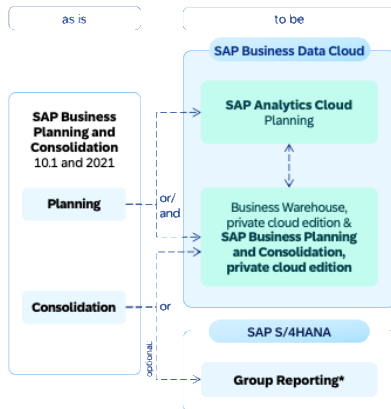 as is
to be
SAP Business Data Cloud
SAP Business
Planning and
Consolidation
10.1 and 2021
Planning
Consolidation
or/
and
or
optional
SAP Analytics Cloud
Planning
Business Warehouse,
private cloud edition &
SAP Business Planning
and Consolidation,
private cloud edition
SAP S/4HANA
Group Reporting*